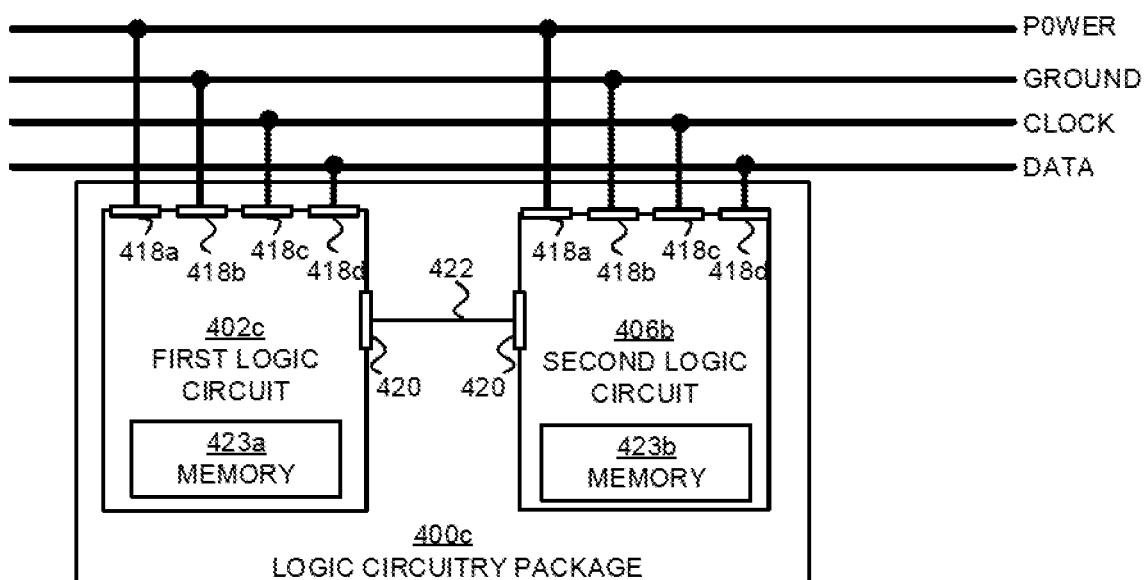 POWER
GROUND
CLOCK
DATA
418a 418b 418c 418d
418a 418b 418c 418d
422
402c
FIRST LOGIC
CIRCUIT
420
420
406b
SECOND LOGIC
CIRCUIT
423a
MEMORY
423b
MEMORY
400c
LOGIC CIRCUITRY PACKAGE